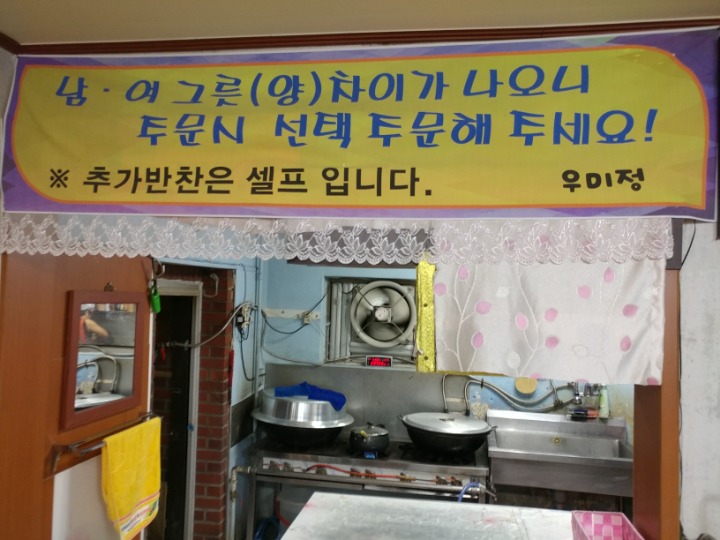 남·여 그릇(양)차이가 나오니
주문시 선택 주문해 주세요!
※ 추가반찬은 셀프 입니다. 우미정